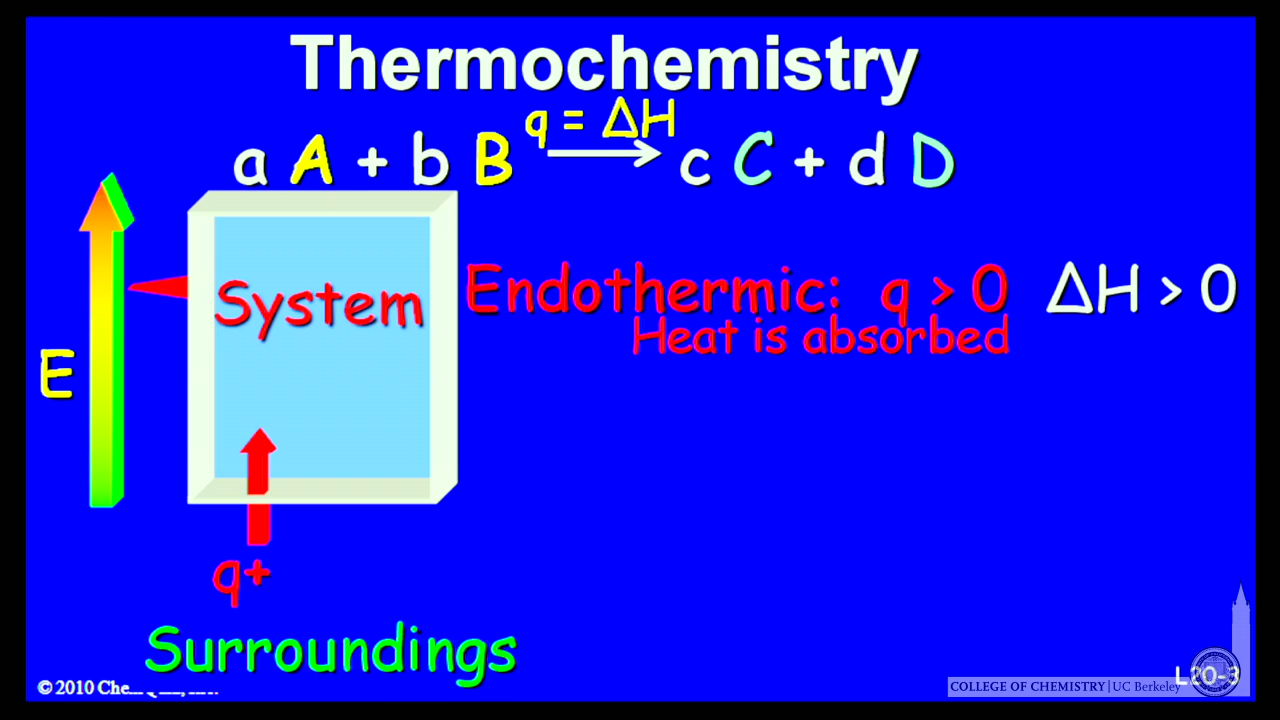 Thermochemistry
q = ΔH
a A + b B → c C + d D
System
Endothermic: q > 0 ΔH > 0
Heat is absorbed
E
q+
Surroundings
© 2010
COLLEGE OF CHEMISTRY | UC Berkeley
L20-3